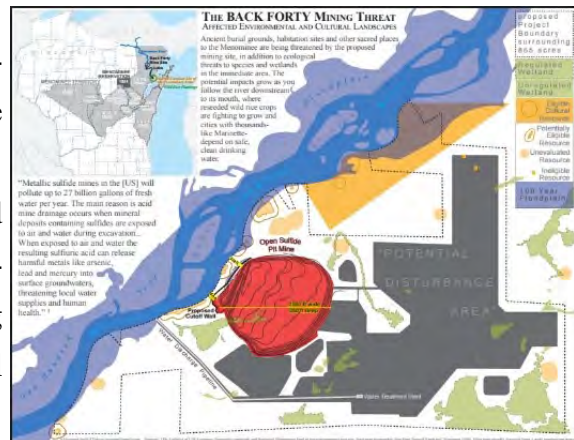 THE BACK FORTY MINING THREAT
AFFECTED ENVIRONMENTAL AND CULTURAL LANDSCAPES
Ancient burial grounds, habitation sites and other sacred places
to the Menominee are being threatened by the proposed
mining site, in addition to ecological
threats to species and wetlands
in the immediate area. The
potential impacts grow as you
follow the river downstream
to its mouth, where
reseeded wild rice
are fighting to grow and
cities with thousands-
like Marinette-
depend on safe,
clean drinking
water.
"Metallic sulfide mines in the [US] will
pollute up to 27 billion gallons of fresh
water per year. The main reason is acid
mine drainage occurs when mineral
deposits containing sulfides are exposed
to air and water during excavation...
When exposed to air and water the
resulting sulfuric acid can release
harmful metals like arsenic,
lead and mercury into
surface groundwaters,
threatening local water
supplies and human
health."
proposed
Project
Boundary
surrounding
865 acres
Regulated
Wetland
Unregulated
Wetland
Eligible
Cultural
Resource
Potentially
Eligible
Resource
Unevaluated
Resource
Ineligible
Resource
100 Year
Floodplain
Floodplain
Open Sulfide
Pit Mine
POTENTIAL
DISTURBANCE
AREA
Proposed
Cutoff Wall
Water Discharge Pipeline